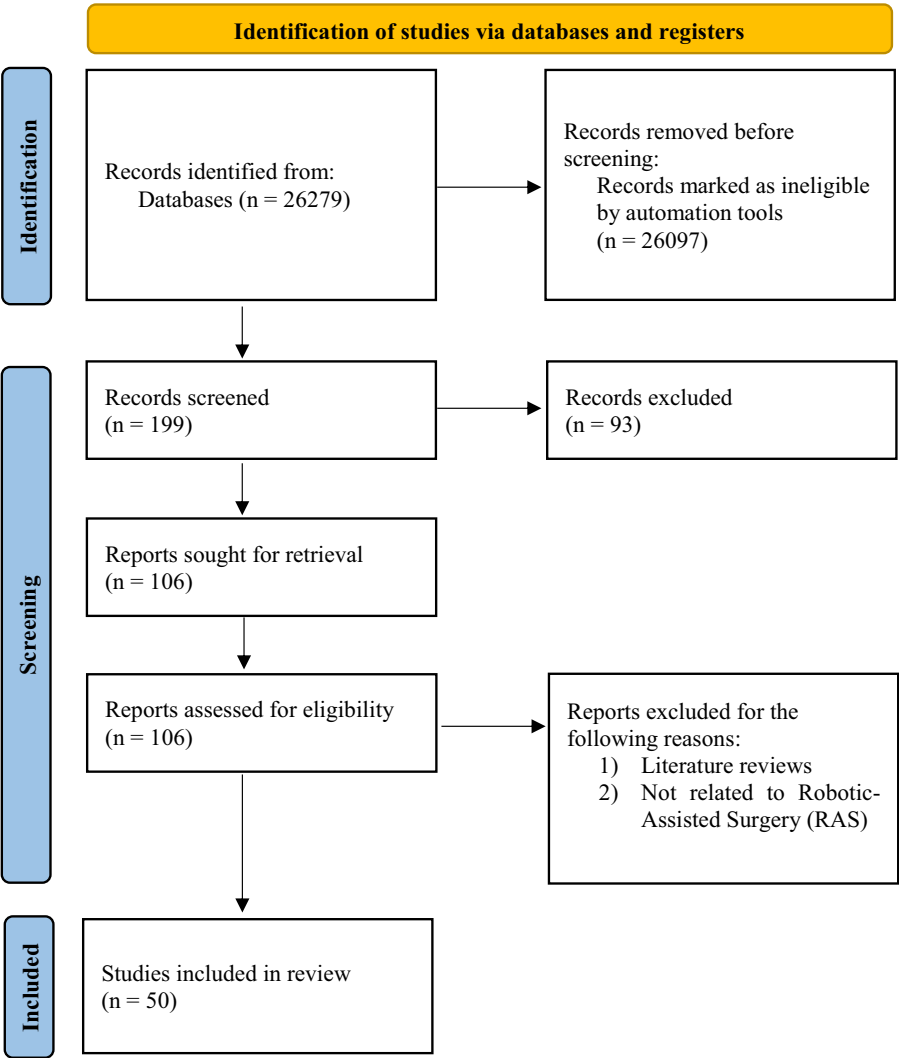 Identification of studies via databases and registers
Identification
Records identified from:
Databases (n = 26279)
Records removed before
screening:
Records marked as ineligible
by automation tools
(n = 26097)
Screening
Records screened
(n = 199)
Records excluded
(n = 93)
Reports sought for retrieval
(n = 106)
Reports assessed for eligibility
(n = 106)
Reports excluded for the
following reasons:
1) Literature reviews
2) Not related to Robotic-
Assisted Surgery (RAS)
Included
Studies included in review
(n = 50)